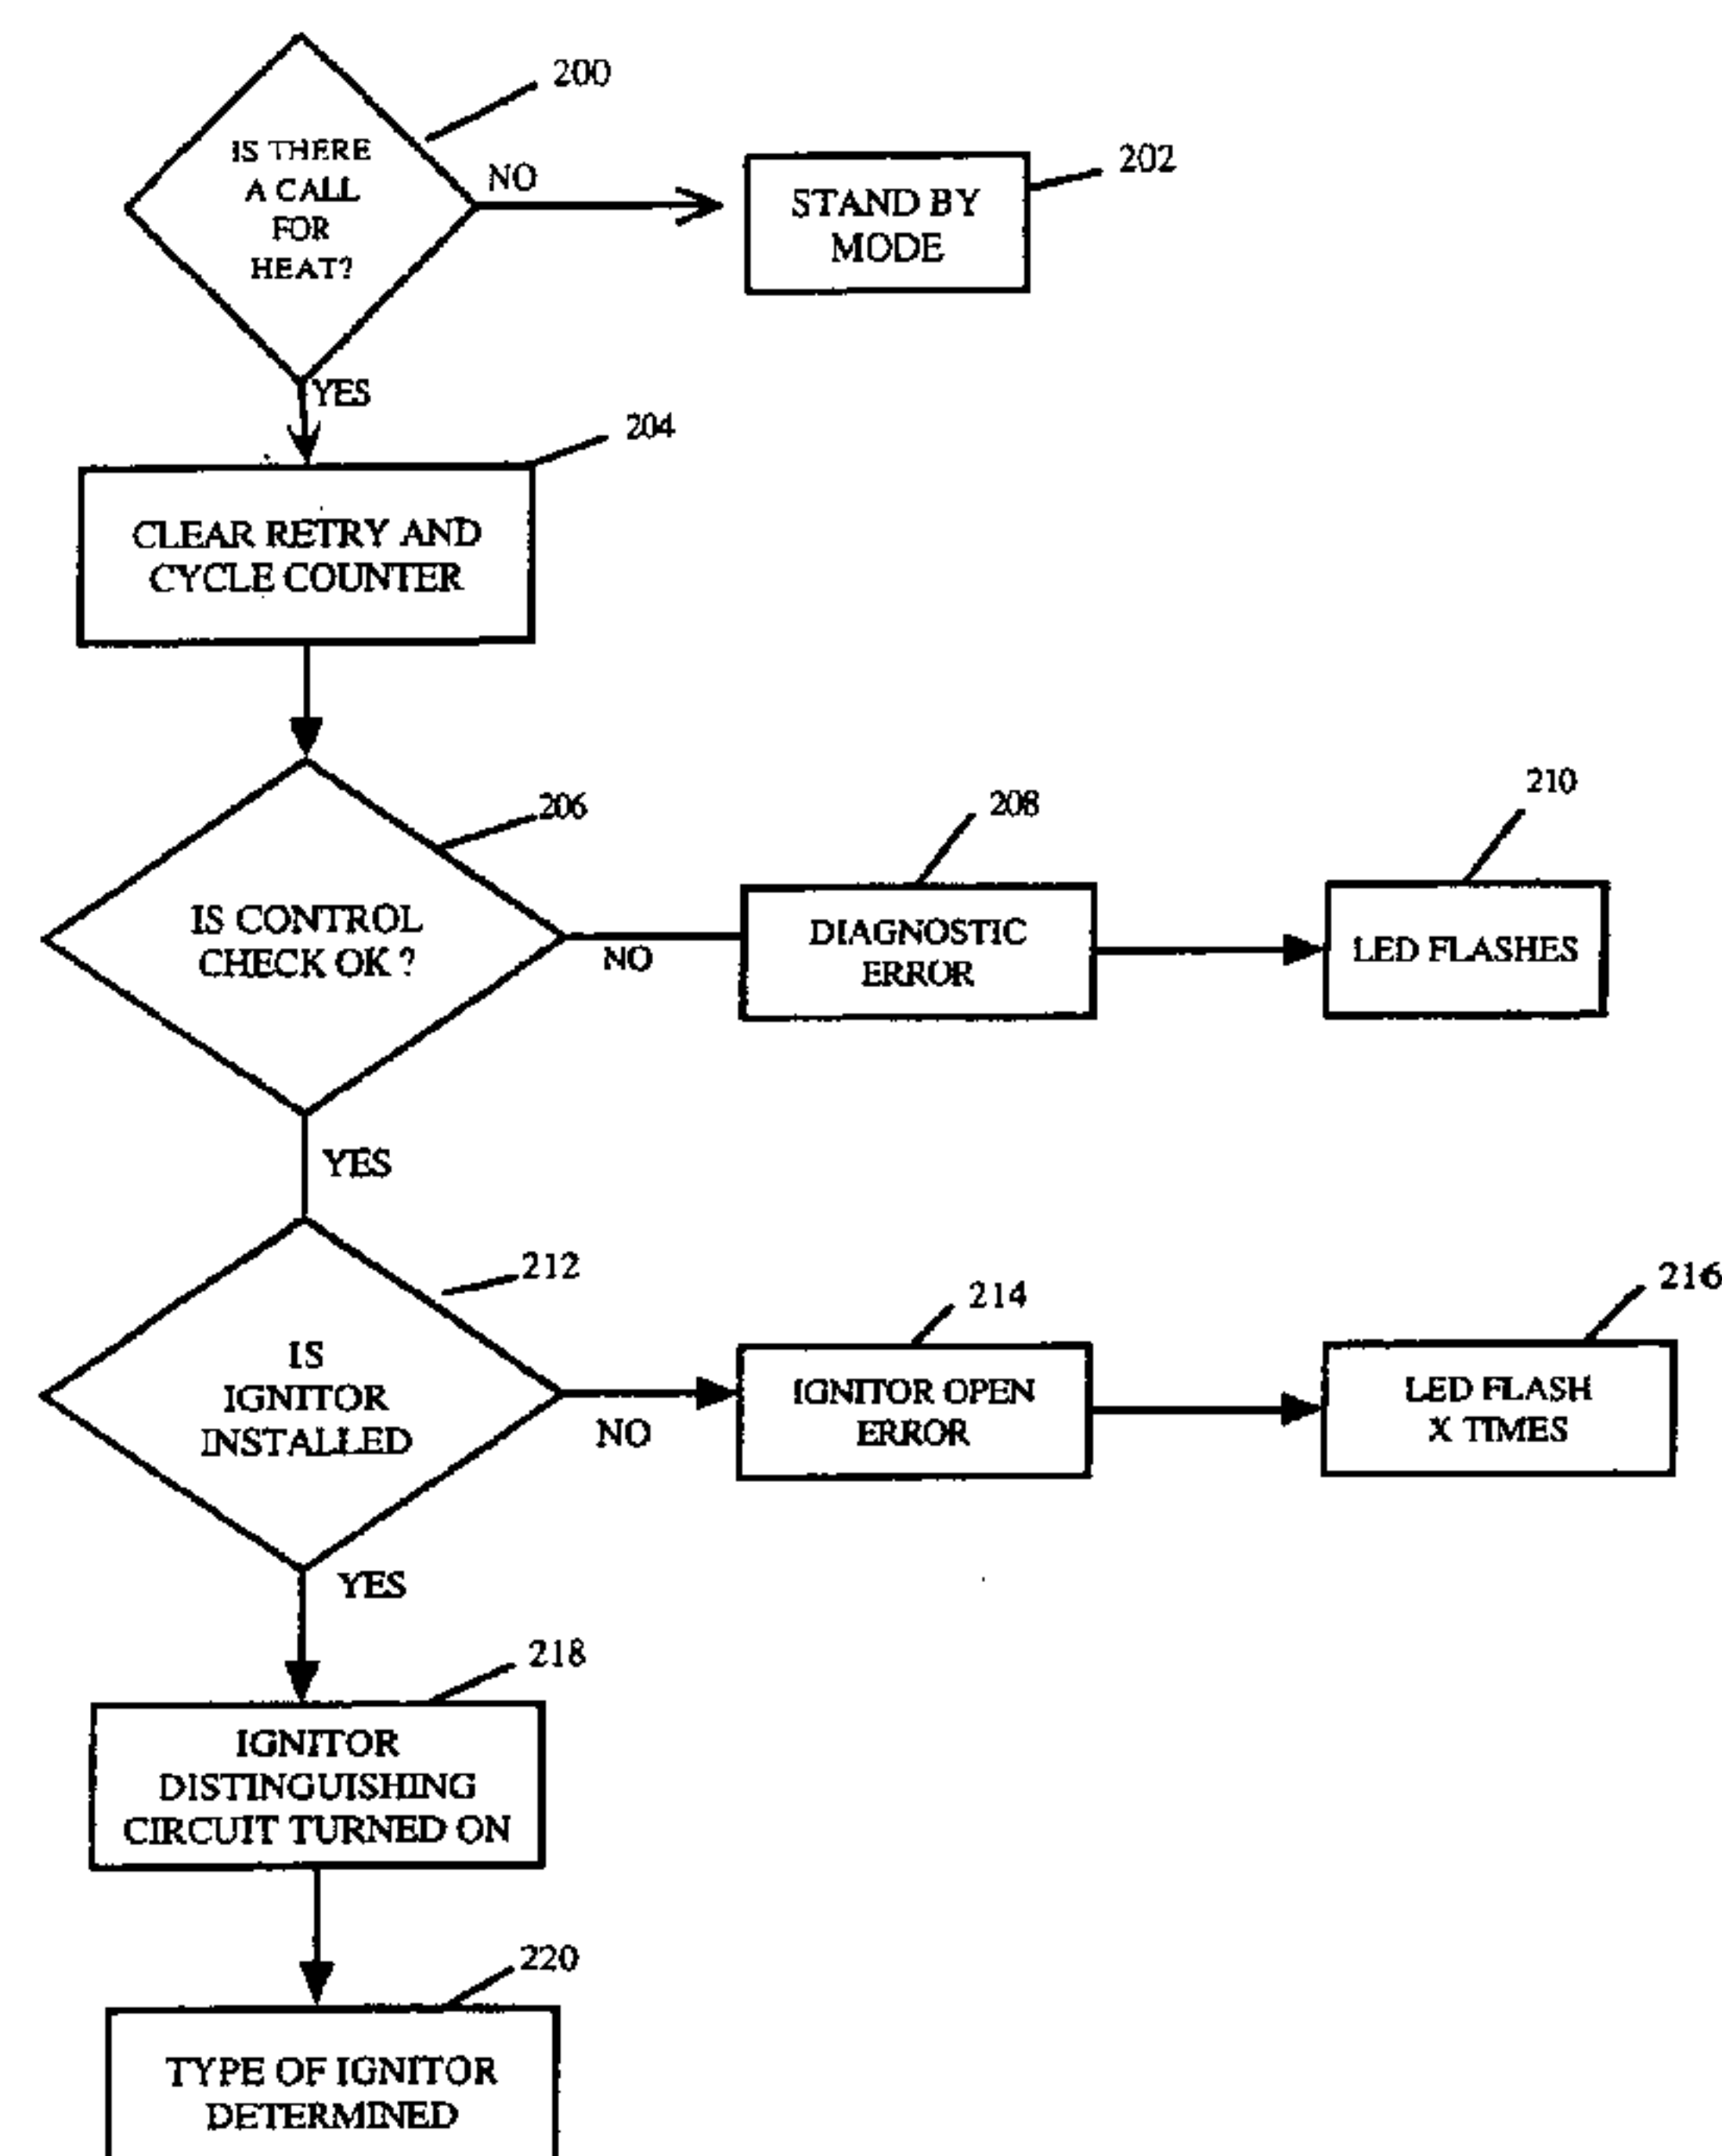 200
IS THERE
A CALL
FOR
HEAT?
NO
202
STAND BY
MODE
YES
204
CLEAR RETRY AND
CYCLE COUNTER
206
IS CONTROL
CHECK OK ?
NO
208
DIAGNOSTIC
ERROR
210
LED FLASHES
YES
212
IS
IGNITOR
INSTALLED
NO
214
IGNITOR OPEN
ERROR
216
LED FLASH
X TIMES
YES
218
IGNITOR
DISTINGUISHING
CIRCUIT TURNED ON
220
TYPE OF IGNITOR
DETERMINED